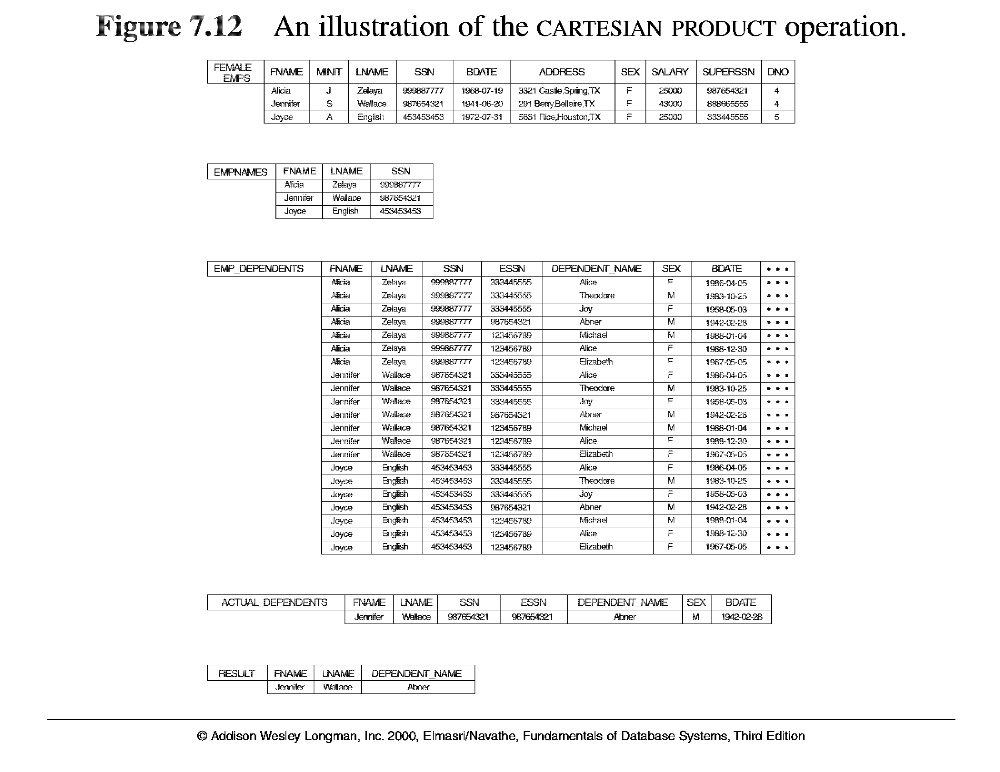 Figure 7.12 An illustration of the CARTESIAN PRODUCT operation.
FEMALE_EMPS FNAME MINIT LNAME SSN BDATE ADDRESS SEX SALARY SUPERSSN DNO
Alicia J Zelaya 999887777 1968-07-19 3321 Castle,Spring,TX F 25000 987654321 4
Jennifer S Wallace 987654321 1941-06-20 291 Berry,Bellaire,TX F 43000 888665555 4
Joyce A English 453453453 1972-07-31 5631 Rice,Houston,TX F 25000 333445555 5
EMPNAMES FNAME LNAME SSN
Alicia Zelaya 999887777
Jennifer Wallace 987654321
Joyce English 453453453
EMP_DEPENDENTS FNAME LNAME SSN ESSN DEPENDENT_NAME SEX BDATE • • •
Alicia Zelaya 999887777 333445555 Alice F 1986-04-05 • • •
Alicia Zelaya 999887777 333445555 Theodore M 1983-10-25 • • •
Alicia Zelaya 999887777 333445555 Joy F 1958-05-03 • • •
Alicia Zelaya 999887777 987654321 Abner M 1942-02-28 • • •
Alicia Zelaya 999887777 123456789 Michael M 1988-01-04 • • •
Alicia Zelaya 999887777 123456789 Alice F 1988-12-30 • • •
Alicia Zelaya 999887777 123456789 Elizabeth F 1967-05-05 • • •
Jennifer Wallace 987654321 333445555 Alice F 1986-04-05 • • •
Jennifer Wallace 987654321 333445555 Theodore M 1983-10-25 • • •
Jennifer Wallace 987654321 333445555 Joy F 1958-05-03 • • •
Jennifer Wallace 987654321 987654321 Abner M 1942-02-28 • • •
Jennifer Wallace 987654321 123456789 Michael M 1988-01-04 • • •
Jennifer Wallace 987654321 123456789 Alice F 1988-12-30 • • •
Jennifer Wallace 987654321 123456789 Elizabeth F 1967-05-05 • • •
Joyce English 453453453 333445555 Alice F 1986-04-05 • • •
Joyce English 453453453 333445555 Theodore M 1983-10-25 • • •
Joyce English 453453453 333445555 Joy F 1958-05-03 • • •
Joyce English 453453453 987654321 Abner M 1942-02-28 • • •
Joyce English 453453453 123456789 Michael M 1988-01-04 • • •
Joyce English 453453453 123456789 Alice F 1988-12-30 • • •
Joyce English 453453453 123456789 Elizabeth F 1967-05-05 • • •
ACTUAL_DEPENDENTS FNAME LNAME SSN ESSN DEPENDENT_NAME SEX BDATE
Jennifer Wallace 987654321 987654321 Abner M 1942-02-28
RESULT FNAME LNAME DEPENDENT_NAME
Jennifer Wallace Abner
© Addison Wesley Longman, Inc. 2000, Elmasri/Navathe, Fundamentals of Database Systems, Third Edition